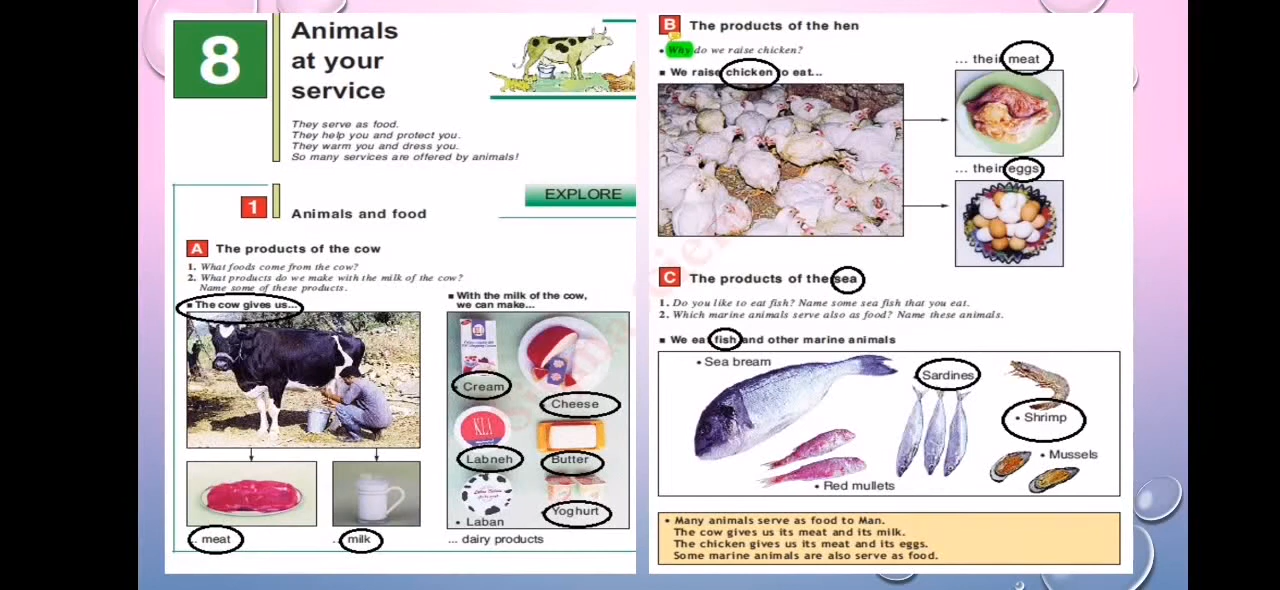 8
Animals
at your
service
They serve as food.
They help you and protect you.
They warm you and dress you.
So many services are offered by animals!
EXPLORE
1 Animals and food
A The products of the cow
1. What foods come from the cow?
2. What products do we make with the milk of the cow?
Name some of these products.
▪ The cow gives us...
▪ With the milk of the cow,
we can make...
• Cream
• Cheese
KLA
• Labneh
Butter
• Laban
Yoghurt
... meat
... milk
... dairy products
B The products of the hen
• Why do we raise chicken?
▪ We raise chicken to eat...
... their meat
... their eggs
C The products of the sea
1. Do you like to eat fish? Name some sea fish that you eat.
2. Which marine animals serve also as food? Name these animals.
▪ We eat fish and other marine animals
• Sea bream
• Sardines
• Shrimp
• Mussels
• Red mullets
• Many animals serve as food to Man.
The cow gives us its meat and its milk.
The chicken gives us its meat and its eggs.
Some marine animals are also serve as food.